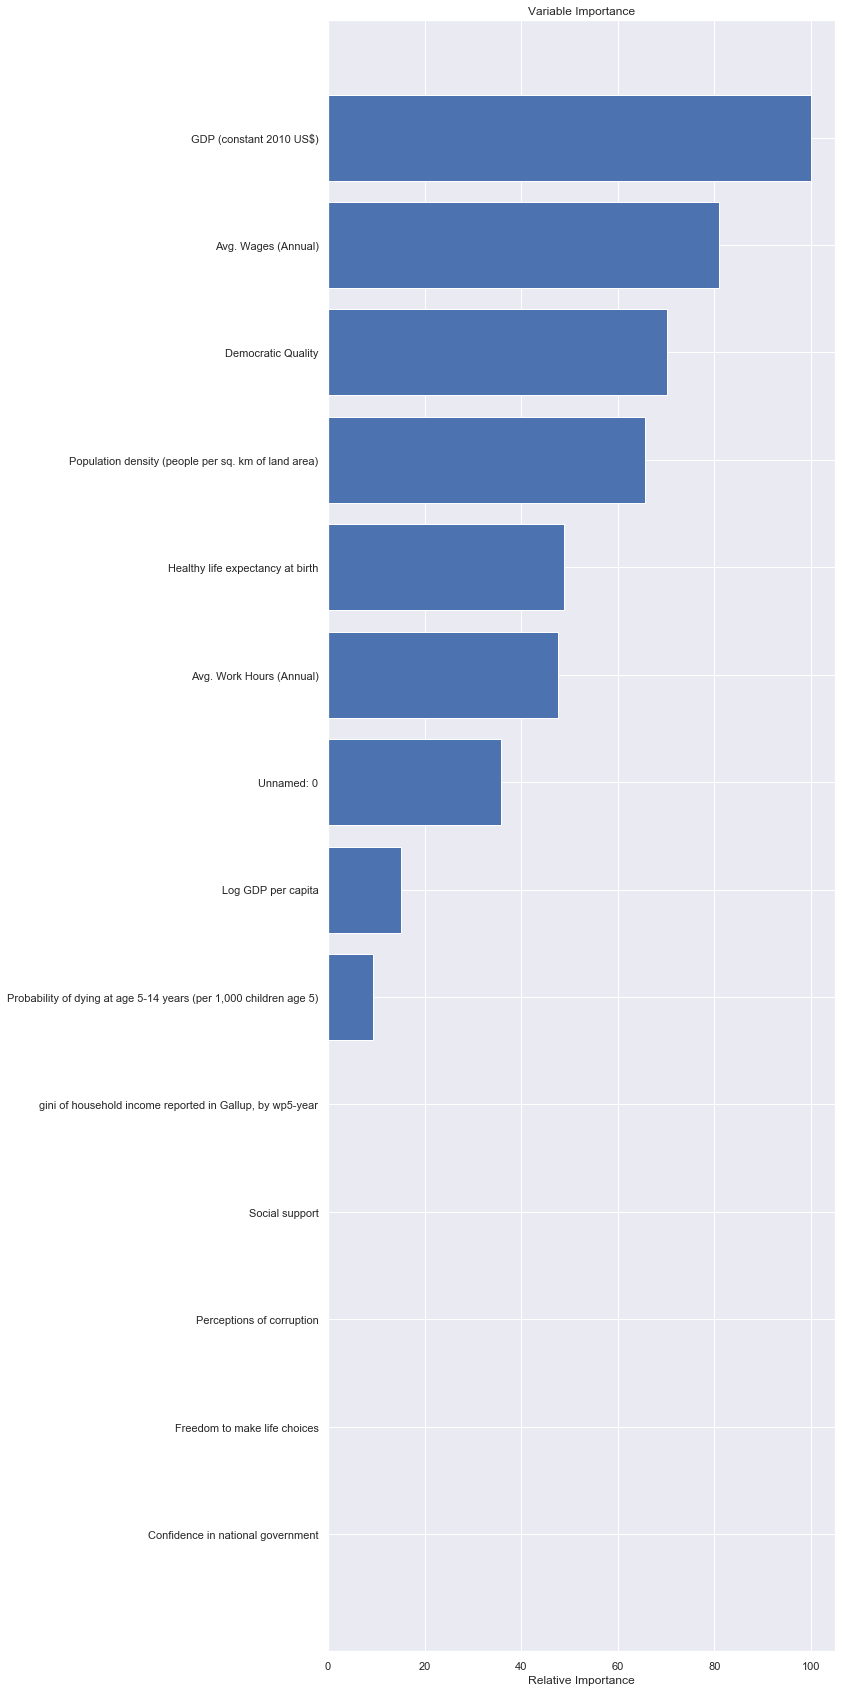 Variable Importance
GDP (constant 2010 US$)
Avg. Wages (Annual)
Democratic Quality
Population density (people per sq. km of land area)
Healthy life expectancy at birth
Avg. Work Hours (Annual)
Unnamed: 0
Log GDP per capita
Probability of dying at age 5-14 years (per 1,000 children age 5)
gini of household income reported in Gallup, by wp5-year
Social support
Perceptions of corruption
Freedom to make life choices
Confidence in national government
0 20 40 60 80 100
Relative Importance